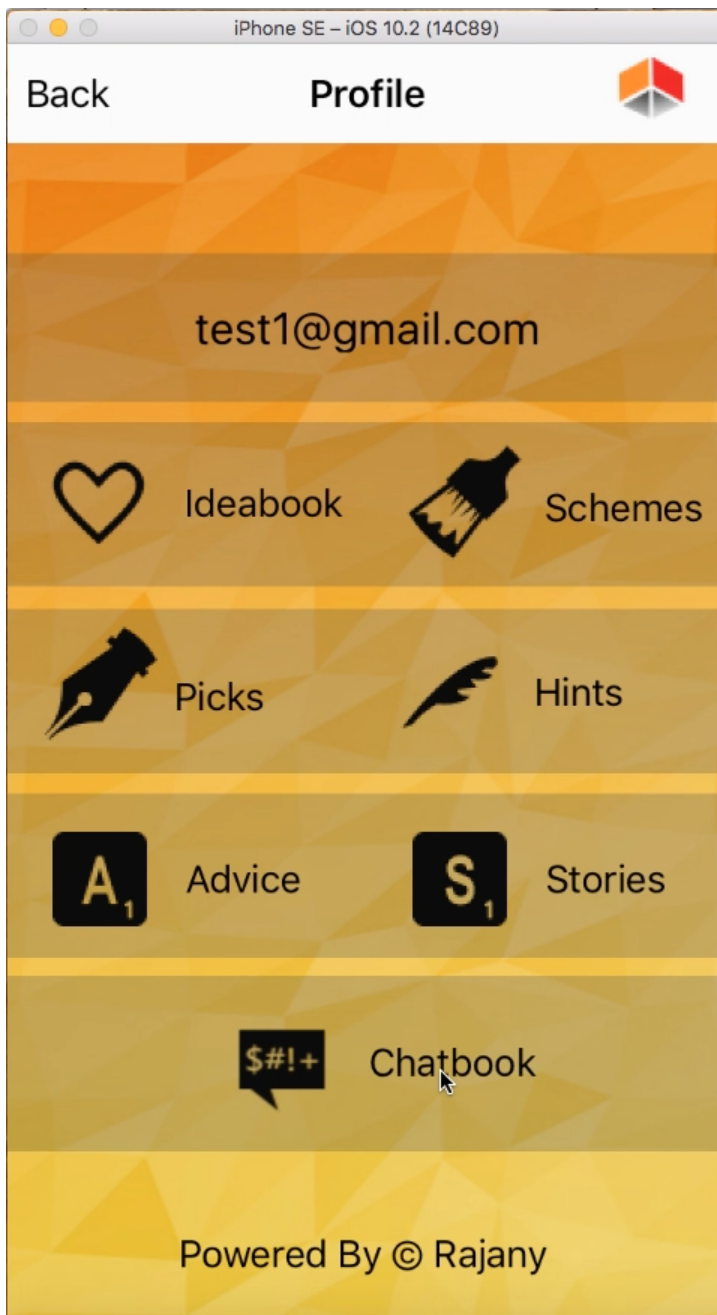 iPhone SE – iOS 10.2 (14C89)
Back Profile
test1@gmail.com
Ideabook Schemes
Picks Hints
A1 Advice S1 Stories
$#!+ Chatbook
Powered By © Rajany